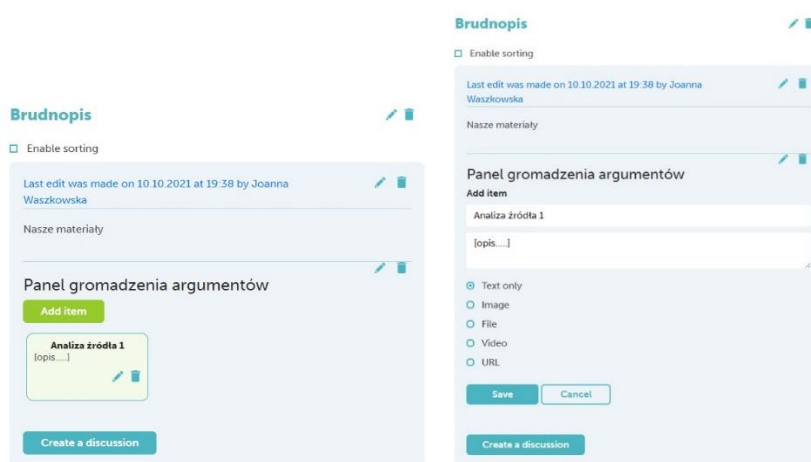 Brudnopis
Enable sorting
Last edit was made on 10.10.2021 at 19:38 by Joanna
Waszkowska
Nasze materiały
Panel gromadzenia argumentów
Add item
Analiza źródła 1
[opis.....]
Create a discussion
Brudnopis
Enable sorting
Last edit was made on 10.10.2021 at 19:38 by Joanna
Waszkowska
Nasze materiały
Panel gromadzenia argumentów
Add item
Analiza źródła 1
[opis.....]
Text only
Image
File
Video
URL
Save Cancel
Create a discussion